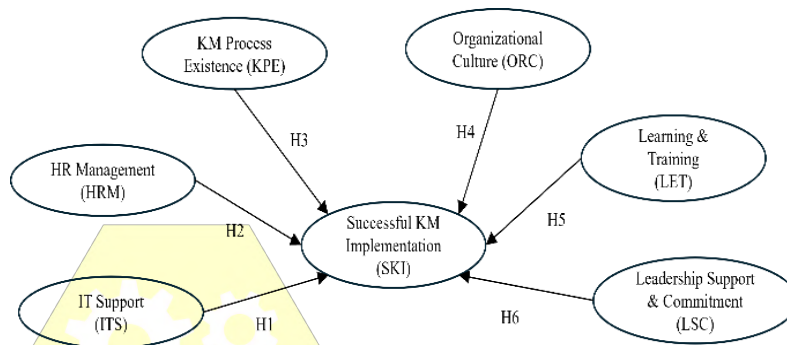 KM Process
Existence (KPE)
Organizational
Culture (ORC)
H3
H4
Learning &
Training
(LET)
HR Management
(HRM)
H2
Successful KM
Implementation
(SKI)
H5
IT Support
(ITS)
H1
Leadership Support
& Commitment
(LSC)
H6